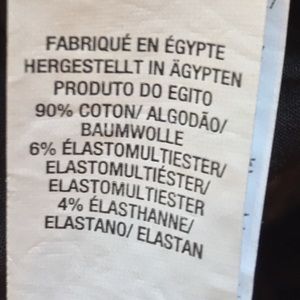 FABRIQUÉ EN ÉGYPTE
HERGESTELLT IN ÄGYPTEN
PRODUTO DO EGITO
90% COTON/ ALGODÃO/
BAUMWOLLE
6% ÉLASTOMULTIESTER/
ELASTOMULTIÉSTER/
ELASTOMULTIESTER
4% ÉLASTHANNE/
ELASTANO/ ELASTAN